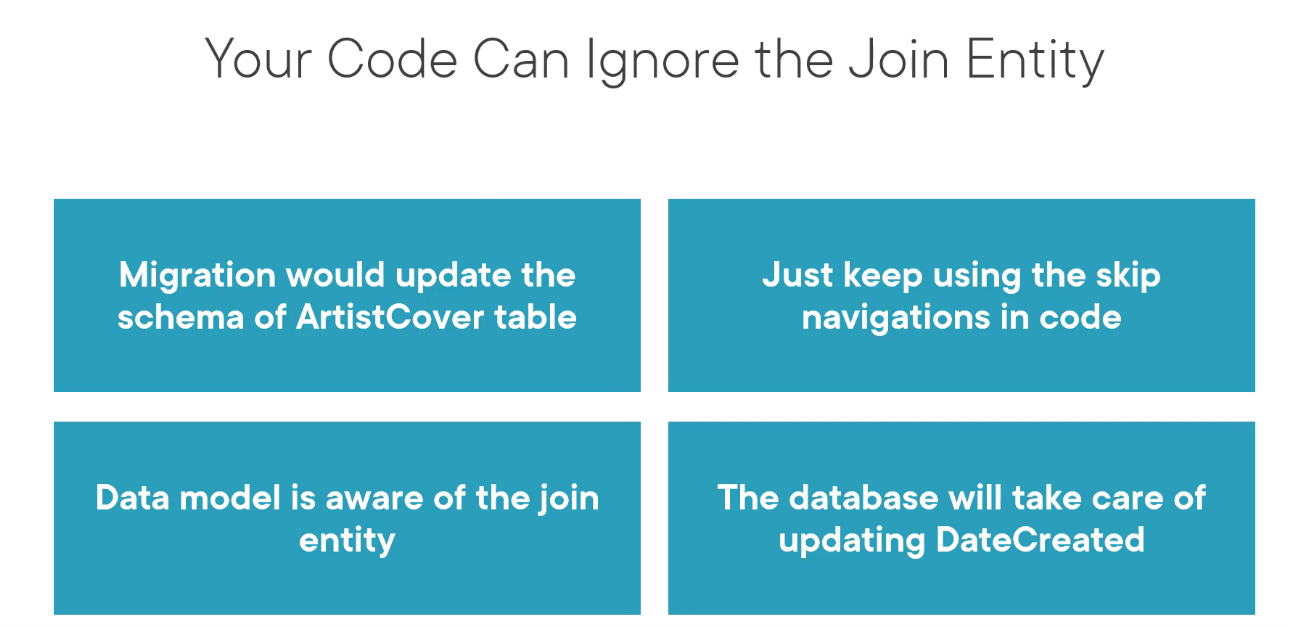 Your Code Can Ignore the Join Entity
Migration would update the
schema of ArtistCover table
Just keep using the skip
navigations in code
Data model is aware of the join
entity
The database will take care of
updating DateCreated